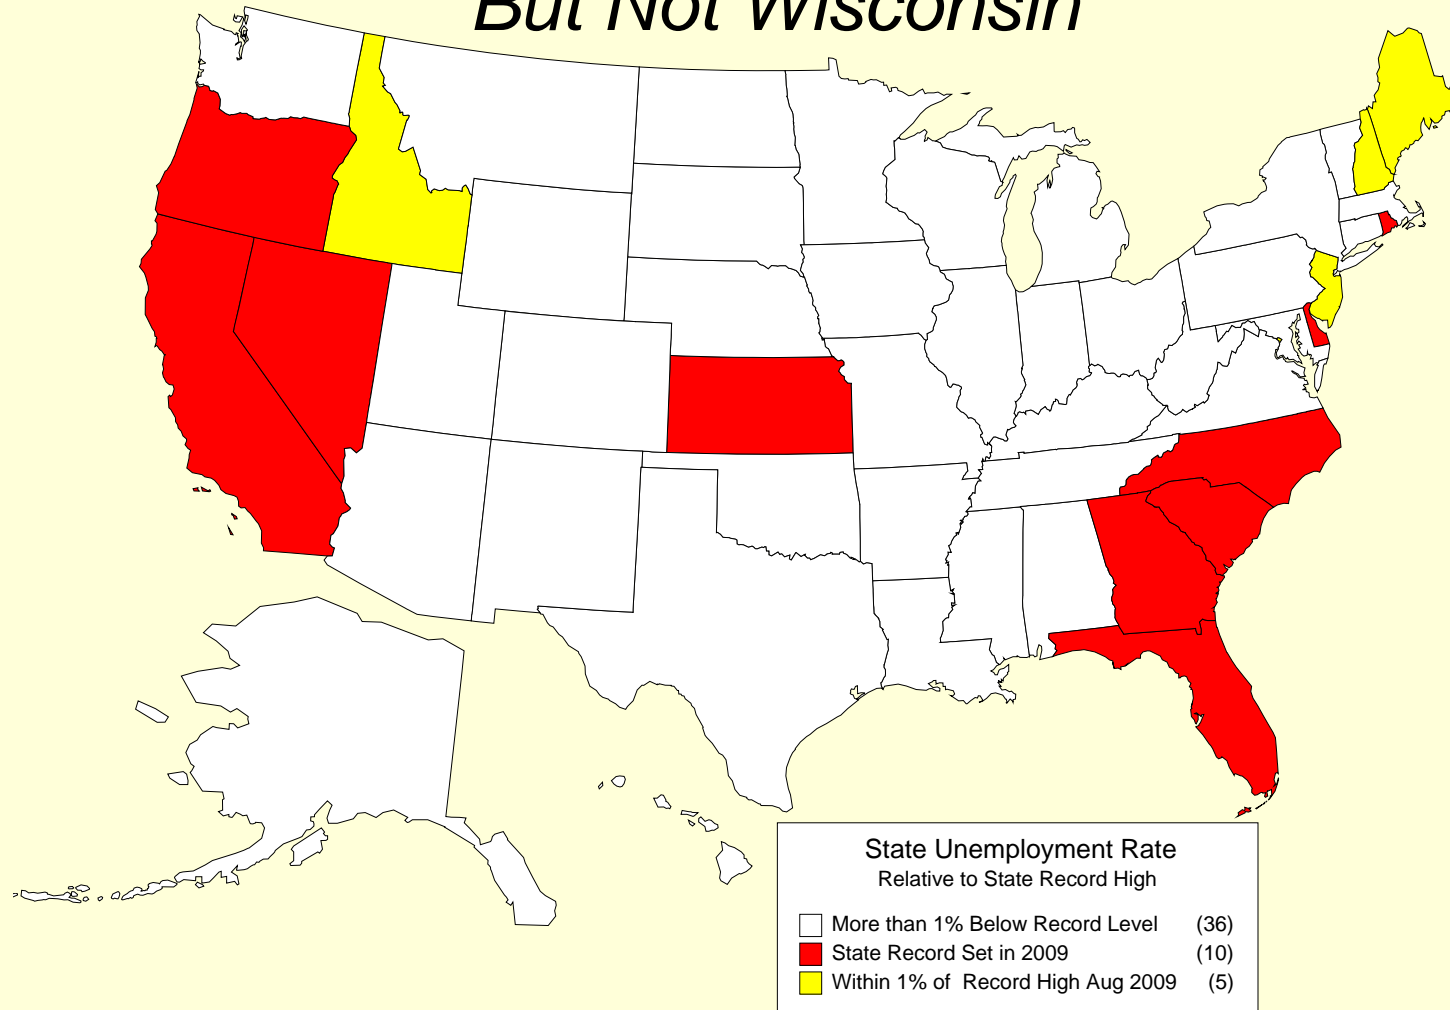 But Not Wisconsin
State Unemployment Rate
Relative to State Record High
More than 1% Below Record Level (36)
State Record Set in 2009 (10)
Within 1% of Record High Aug 2009 (5)